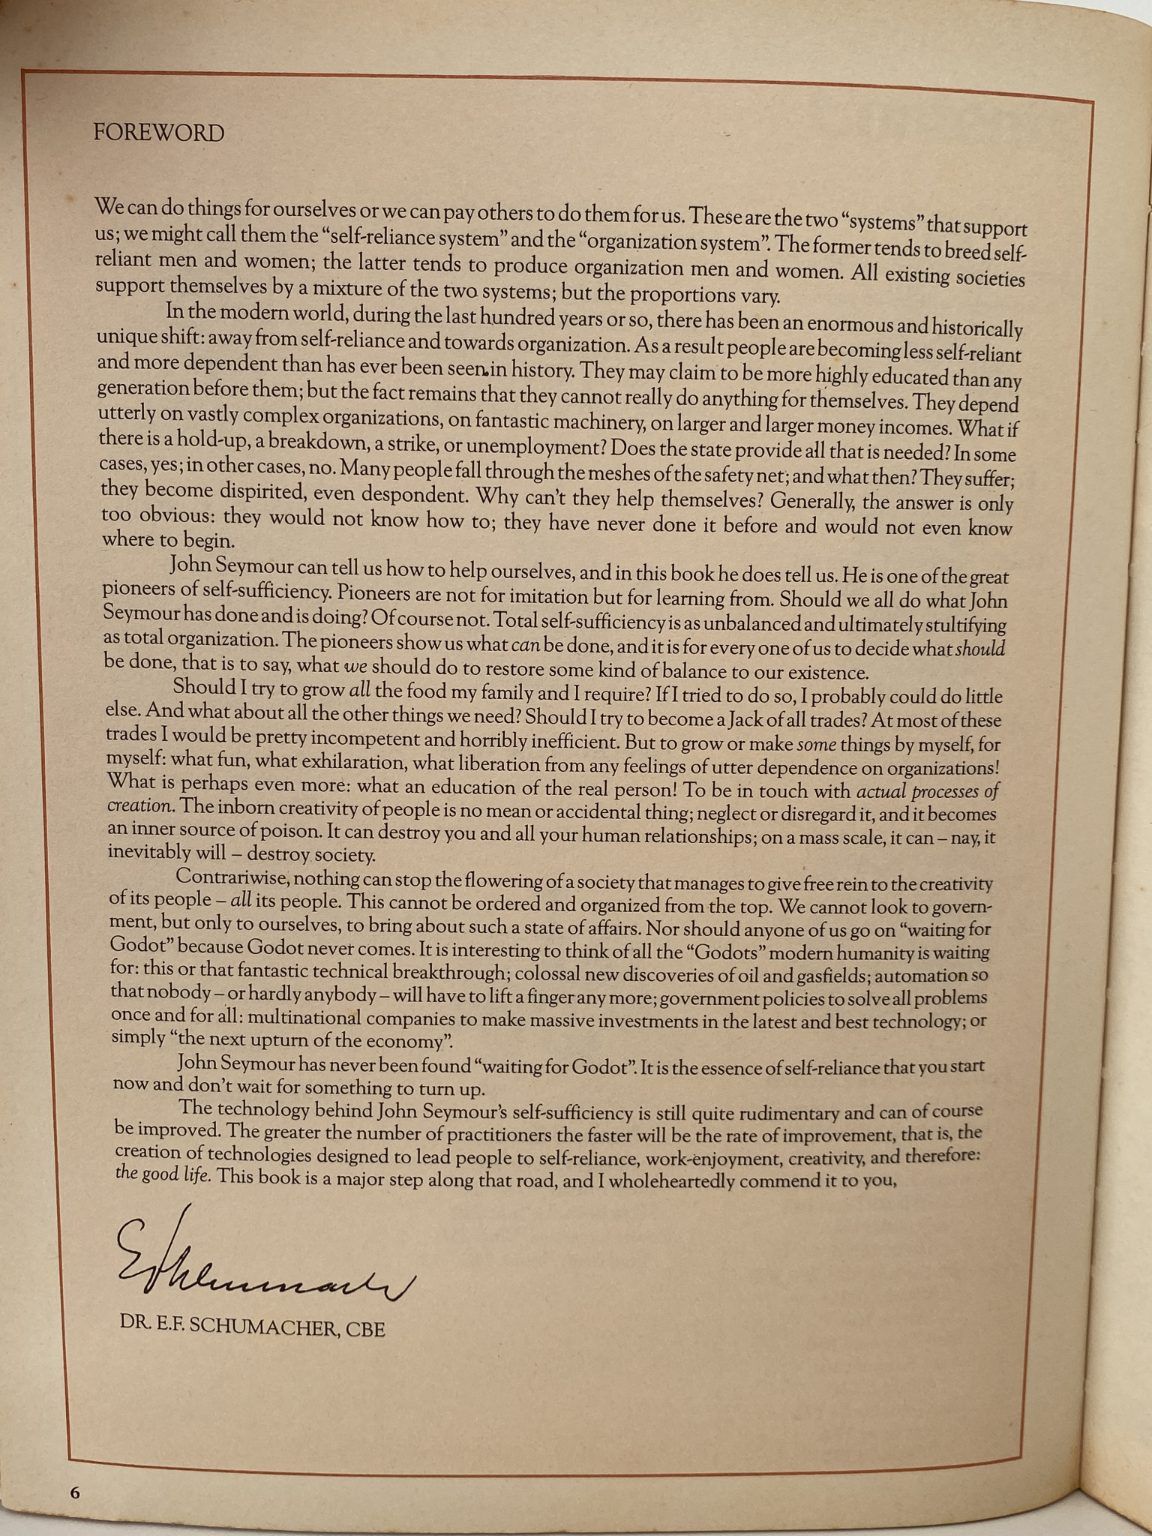 FOREWORD
We can do things for ourselves or we can pay others to do them for us. These are the two “systems” that support
us; we might call them the “self-reliance system” and the “organization system”. The former tends to breed self-
reliant men and women; the latter tends to produce organization men and women. All existing societies
support themselves by a mixture of the two systems; but the proportions vary.
In the modern world, during the last hundred years or so, there has been an enormous and historically
unique shift: away from self-reliance and towards organization. As a result people are becoming less self-reliant
and more dependent than has ever been seen in history. They may claim to be more highly educated than any
generation before them; but the fact remains that they cannot really do anything for themselves. They depend
utterly on vastly complex organizations, on fantastic machinery, on larger and larger money incomes. What if
there is a hold-up, a breakdown, a strike, or unemployment? Does the state provide all that is needed? In some
cases, yes; in other cases, no. Many people fall through the meshes of the safety net; and what then? They suffer;
they become dispirited, even despondent. Why can’t they help themselves? Generally, the answer is only
too obvious: they would not know how to; they have never done it before and would not even know
where to begin.
John Seymour can tell us how to help ourselves, and in this book he does tell us. He is one of the great
pioneers of self-sufficiency. Pioneers are not for imitation but for learning from. Should we all do what John
Seymour has done and is doing? Of course not. Total self-sufficiency is as unbalanced and ultimately stultifying
as total organization. The pioneers show us what can be done, and it is for every one of us to decide what should
be done, that is to say, what we should do to restore some kind of balance to our existence.
Should I try to grow all the food my family and I require? If I tried to do so, I probably could do little
else. And what about all the other things we need? Should I try to become a Jack of all trades? At most of these
trades I would be pretty incompetent and horribly inefficient. But to grow or make some things by myself, for
myself: what fun, what exhilaration, what liberation from any feelings of utter dependence on organizations!
What is perhaps even more: what an education of the real person! To be in touch with actual processes of
creation. The inborn creativity of people is no mean or accidental thing; neglect or disregard it, and it becomes
an inner source of poison. It can destroy you and all your human relationships; on a mass scale, it can – nay, it
inevitably will – destroy society.
Contrariwise, nothing can stop the flowering of a society that manages to give free rein to the creativity
of its people – all its people. This cannot be ordered and organized from the top. We cannot look to govern-
ment, but only to ourselves, to bring about such a state of affairs. Nor should anyone of us go on “waiting for
Godot” because Godot never comes. It is interesting to think of all the “Godots” modern humanity is waiting
for: this or that fantastic technical breakthrough; colossal new discoveries of oil and gasfields; automation so
that nobody – or hardly anybody – will have to lift a finger any more; government policies to solve all problems
once and for all: multinational companies to make massive investments in the latest and best technology; or
simply “the next upturn of the economy”.
John Seymour has never been found “waiting for Godot”. It is the essence of self-reliance that you start
now and don’t wait for something to turn up.
The technology behind John Seymour’s self-sufficiency is still quite rudimentary and can of course
be improved. The greater the number of practitioners the faster will be the rate of improvement, that is, the
creation of technologies designed to lead people to self-reliance, work-enjoyment, creativity, and therefore:
the good life. This book is a major step along that road, and I wholeheartedly commend it to you,
E F Schumacher
DR. E.F. SCHUMACHER, CBE
6